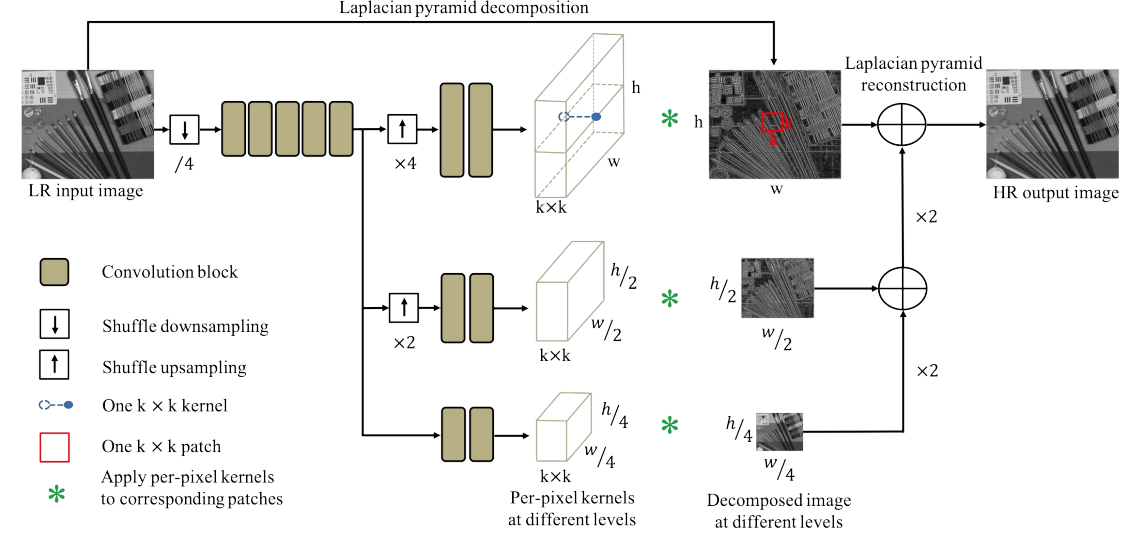 Laplacian pyramid decomposition
LR input image
/4
×4
k×k
w
h
h
k
k
w
Laplacian pyramid
reconstruction
HR output image
×2
Convolution block
Shuffle downsampling
Shuffle upsampling
One k × k kernel
One k × k patch
Apply per-pixel kernels
to corresponding patches
×2
k×k
h/2
w/2
h/2
w/2
×2
k×k
h/4
w/4
h/4
w/4
Per-pixel kernels
at different levels
Decomposed image
at different levels